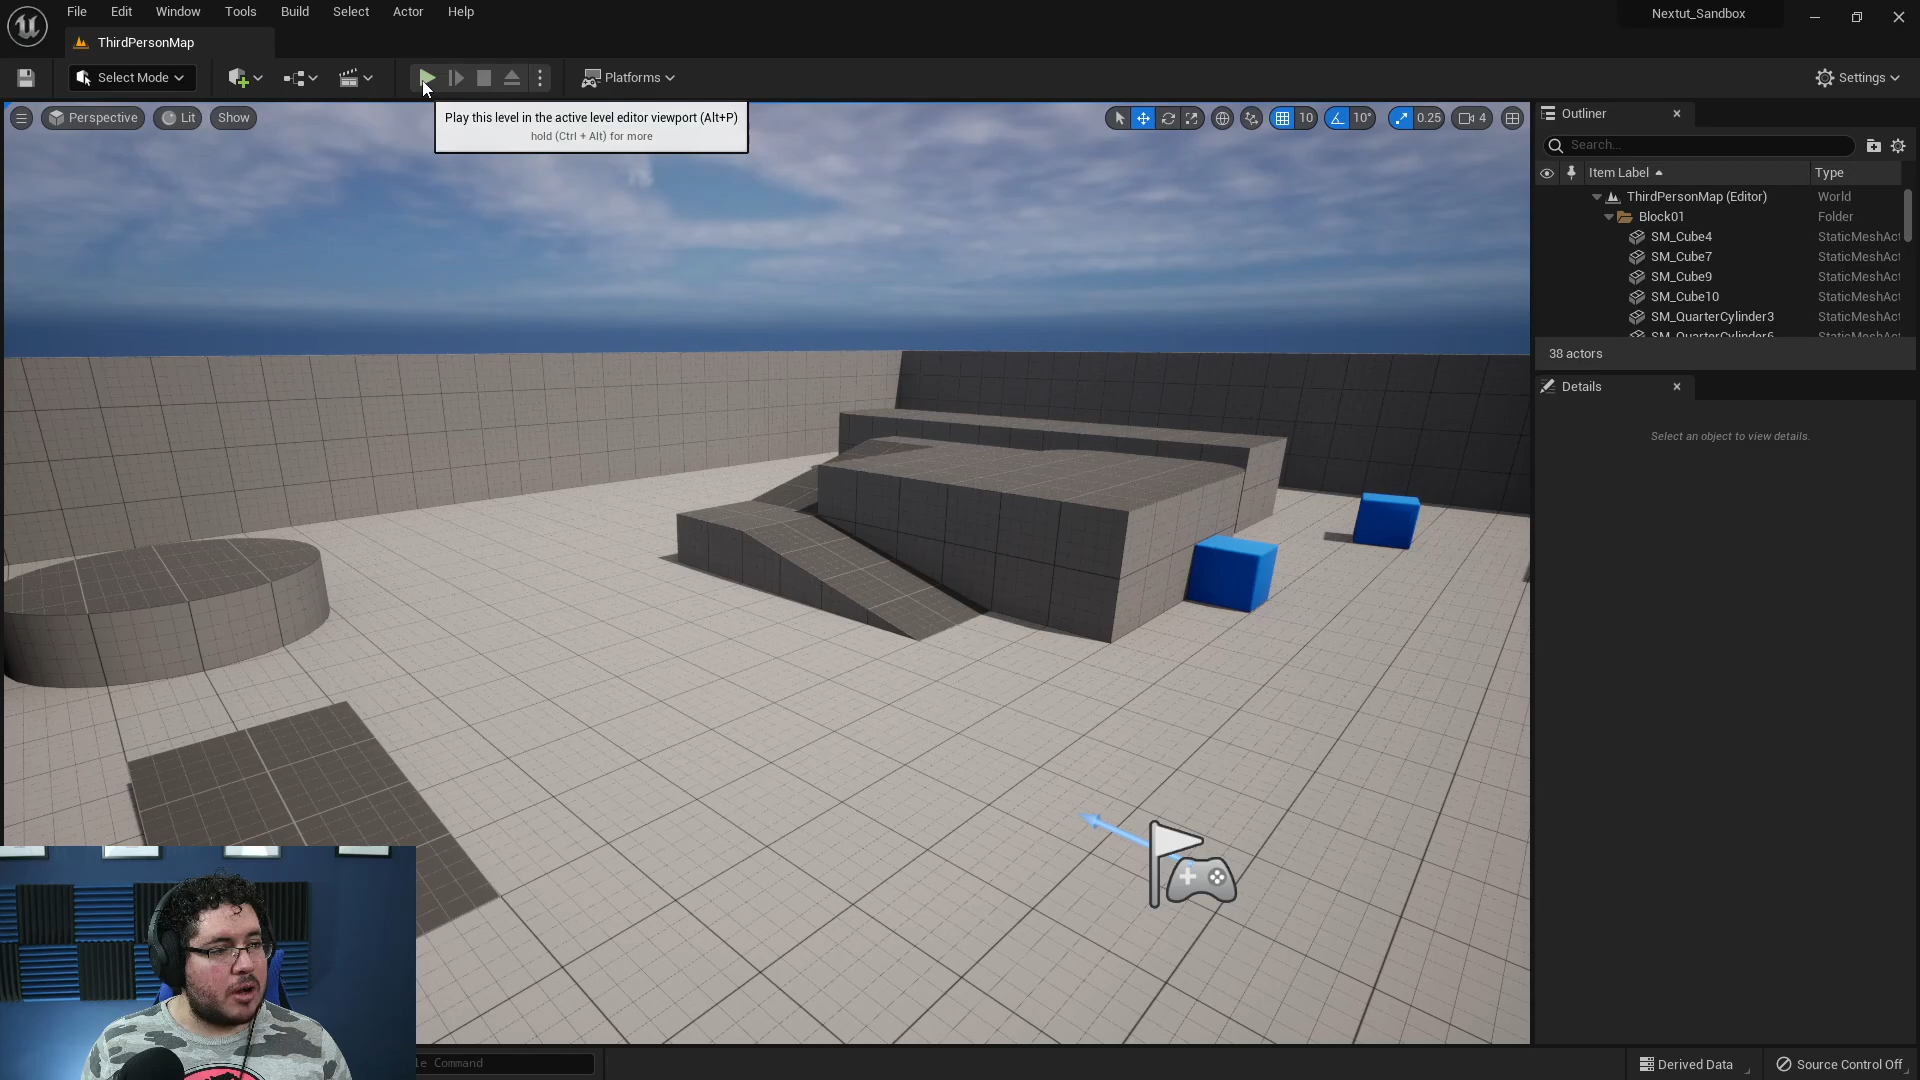 File Edit Window Tools Build Select Actor Help
Nextut_Sandbox
ThirdPersonMap
Select Mode
Platforms
Settings
Perspective
Lit
Show
Play this level in the active level editor viewport (Alt+P)
hold (Ctrl + Alt) for more
10
10°
0.25
4
Outliner
Search...
Item Label
Type
ThirdPersonMap (Editor) World
Block01 Folder
SM_Cube4 StaticMeshAct
SM_Cube7 StaticMeshAct
SM_Cube9 StaticMeshAct
SM_Cube10 StaticMeshAct
SM_QuarterCylinder3 StaticMeshAct
SM_QuarterCylinder6 StaticMeshAct
38 actors
Details
Select an object to view details.
le Command
Derived Data
Source Control Off